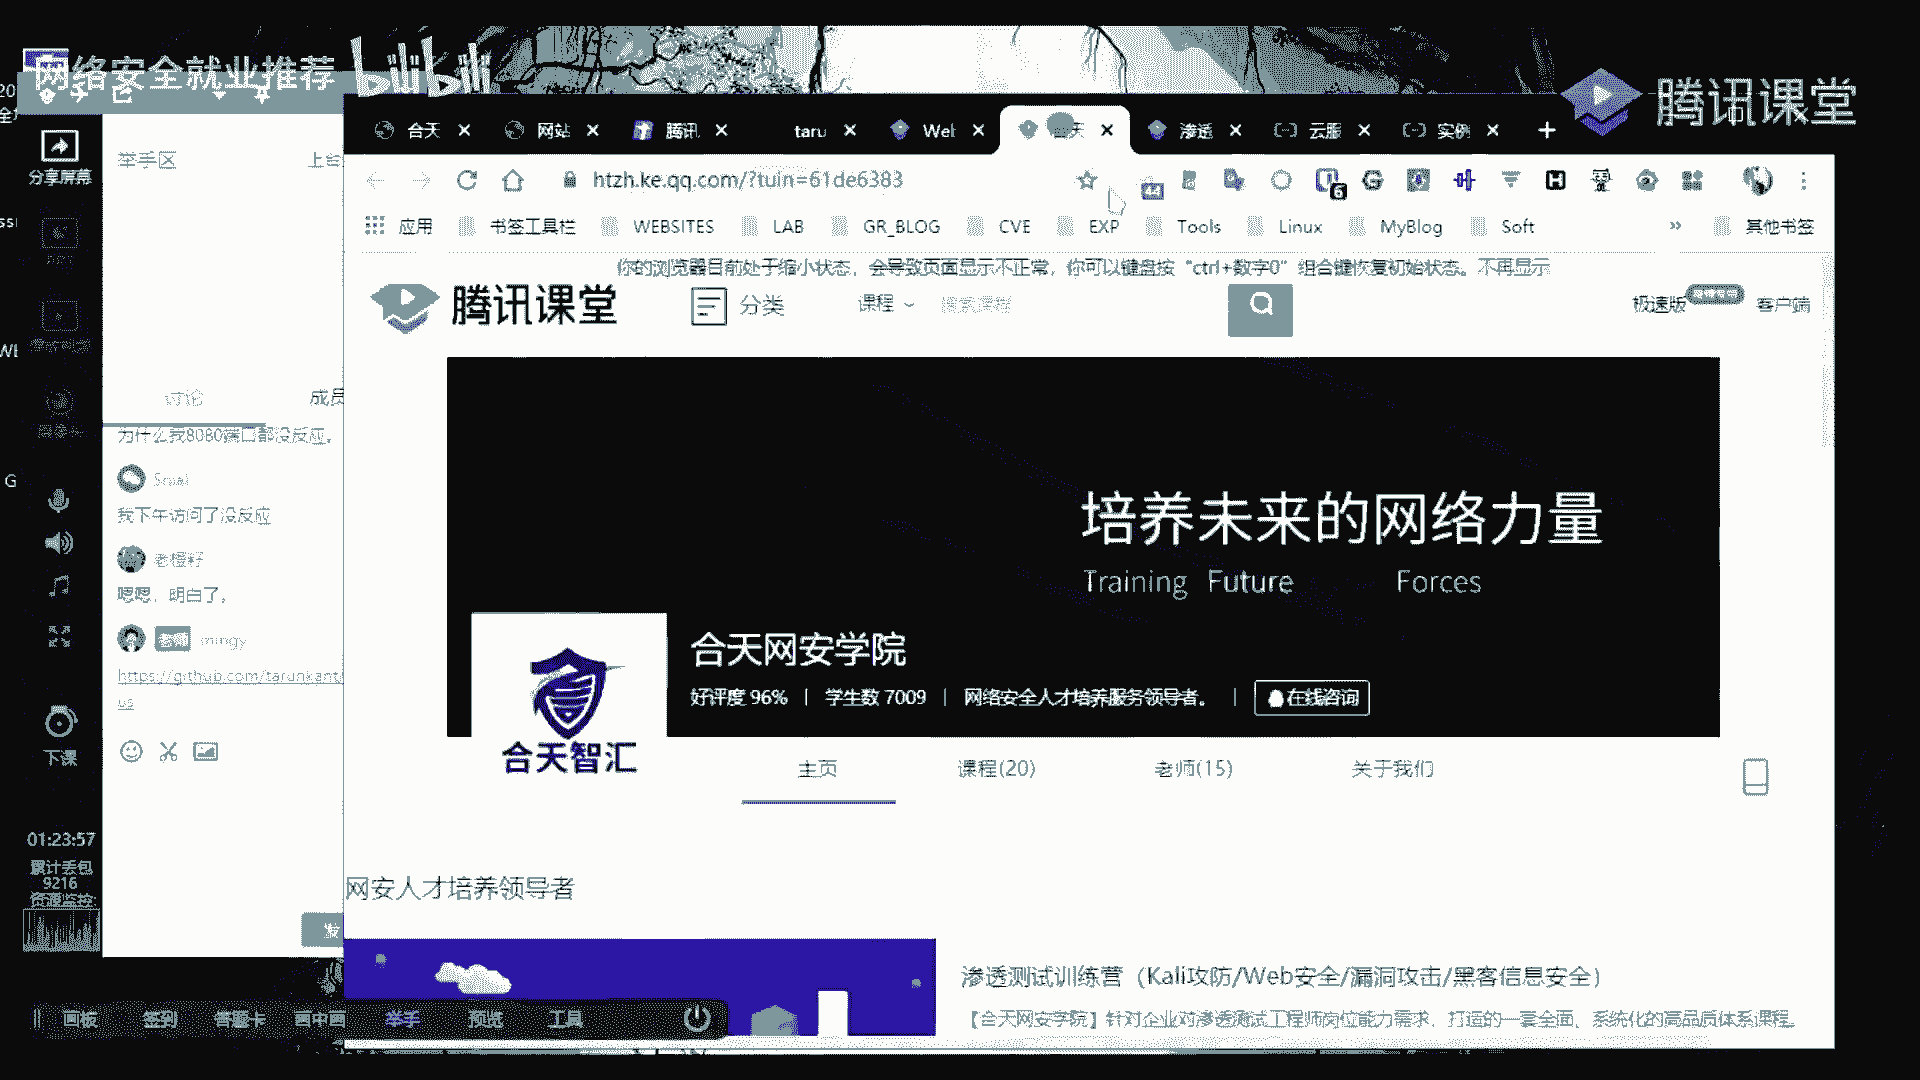 网络安全就业推荐
bilibili
腾讯课堂
合天
网站
腾讯
taru
Wel
渗透
云服
实例
分享屏幕
举手区
上台
htzh.ke.qq.com/?tuin=61de6383
应用
书签工具栏
WEBSITES
LAB
GR_BLOG
CVE
EXP
Tools
Linux
MyBlog
Soft
其他书签
你的浏览器目前处于缩小状态，会导致页面显示不正常，你可以键盘按“ctrl+数字0”组合键恢复初始状态。不再显示
腾讯课堂
分类
课程
搜索课程
极速版
客户端
讨论
成员
为什么我8080端口都没反应。
我下午访问了没反应
老橙籽
嗯嗯，明白了。
老师 mingy
https://github.com/tarunkant/
us
培养未来的网络力量
Training Future Forces
合天网安学院
好评度 96% | 学生数 7009 | 网络安全人才培养服务领导者。 | 在线咨询
合天智汇
主页
课程(20)
老师(15)
关于我们
下课
01:23:57
累计丢包
9216
资源监控:
网安人才培养领导者
发
渗透测试训练营（Kali攻防/Web安全/漏洞攻击/黑客信息安全）
【合天网安学院】针对企业对渗透测试工程师岗位能力需求，打造的一套全面、系统化的高品质体系课程。
画板
签到
答题卡
画中画
举手
预览
工具